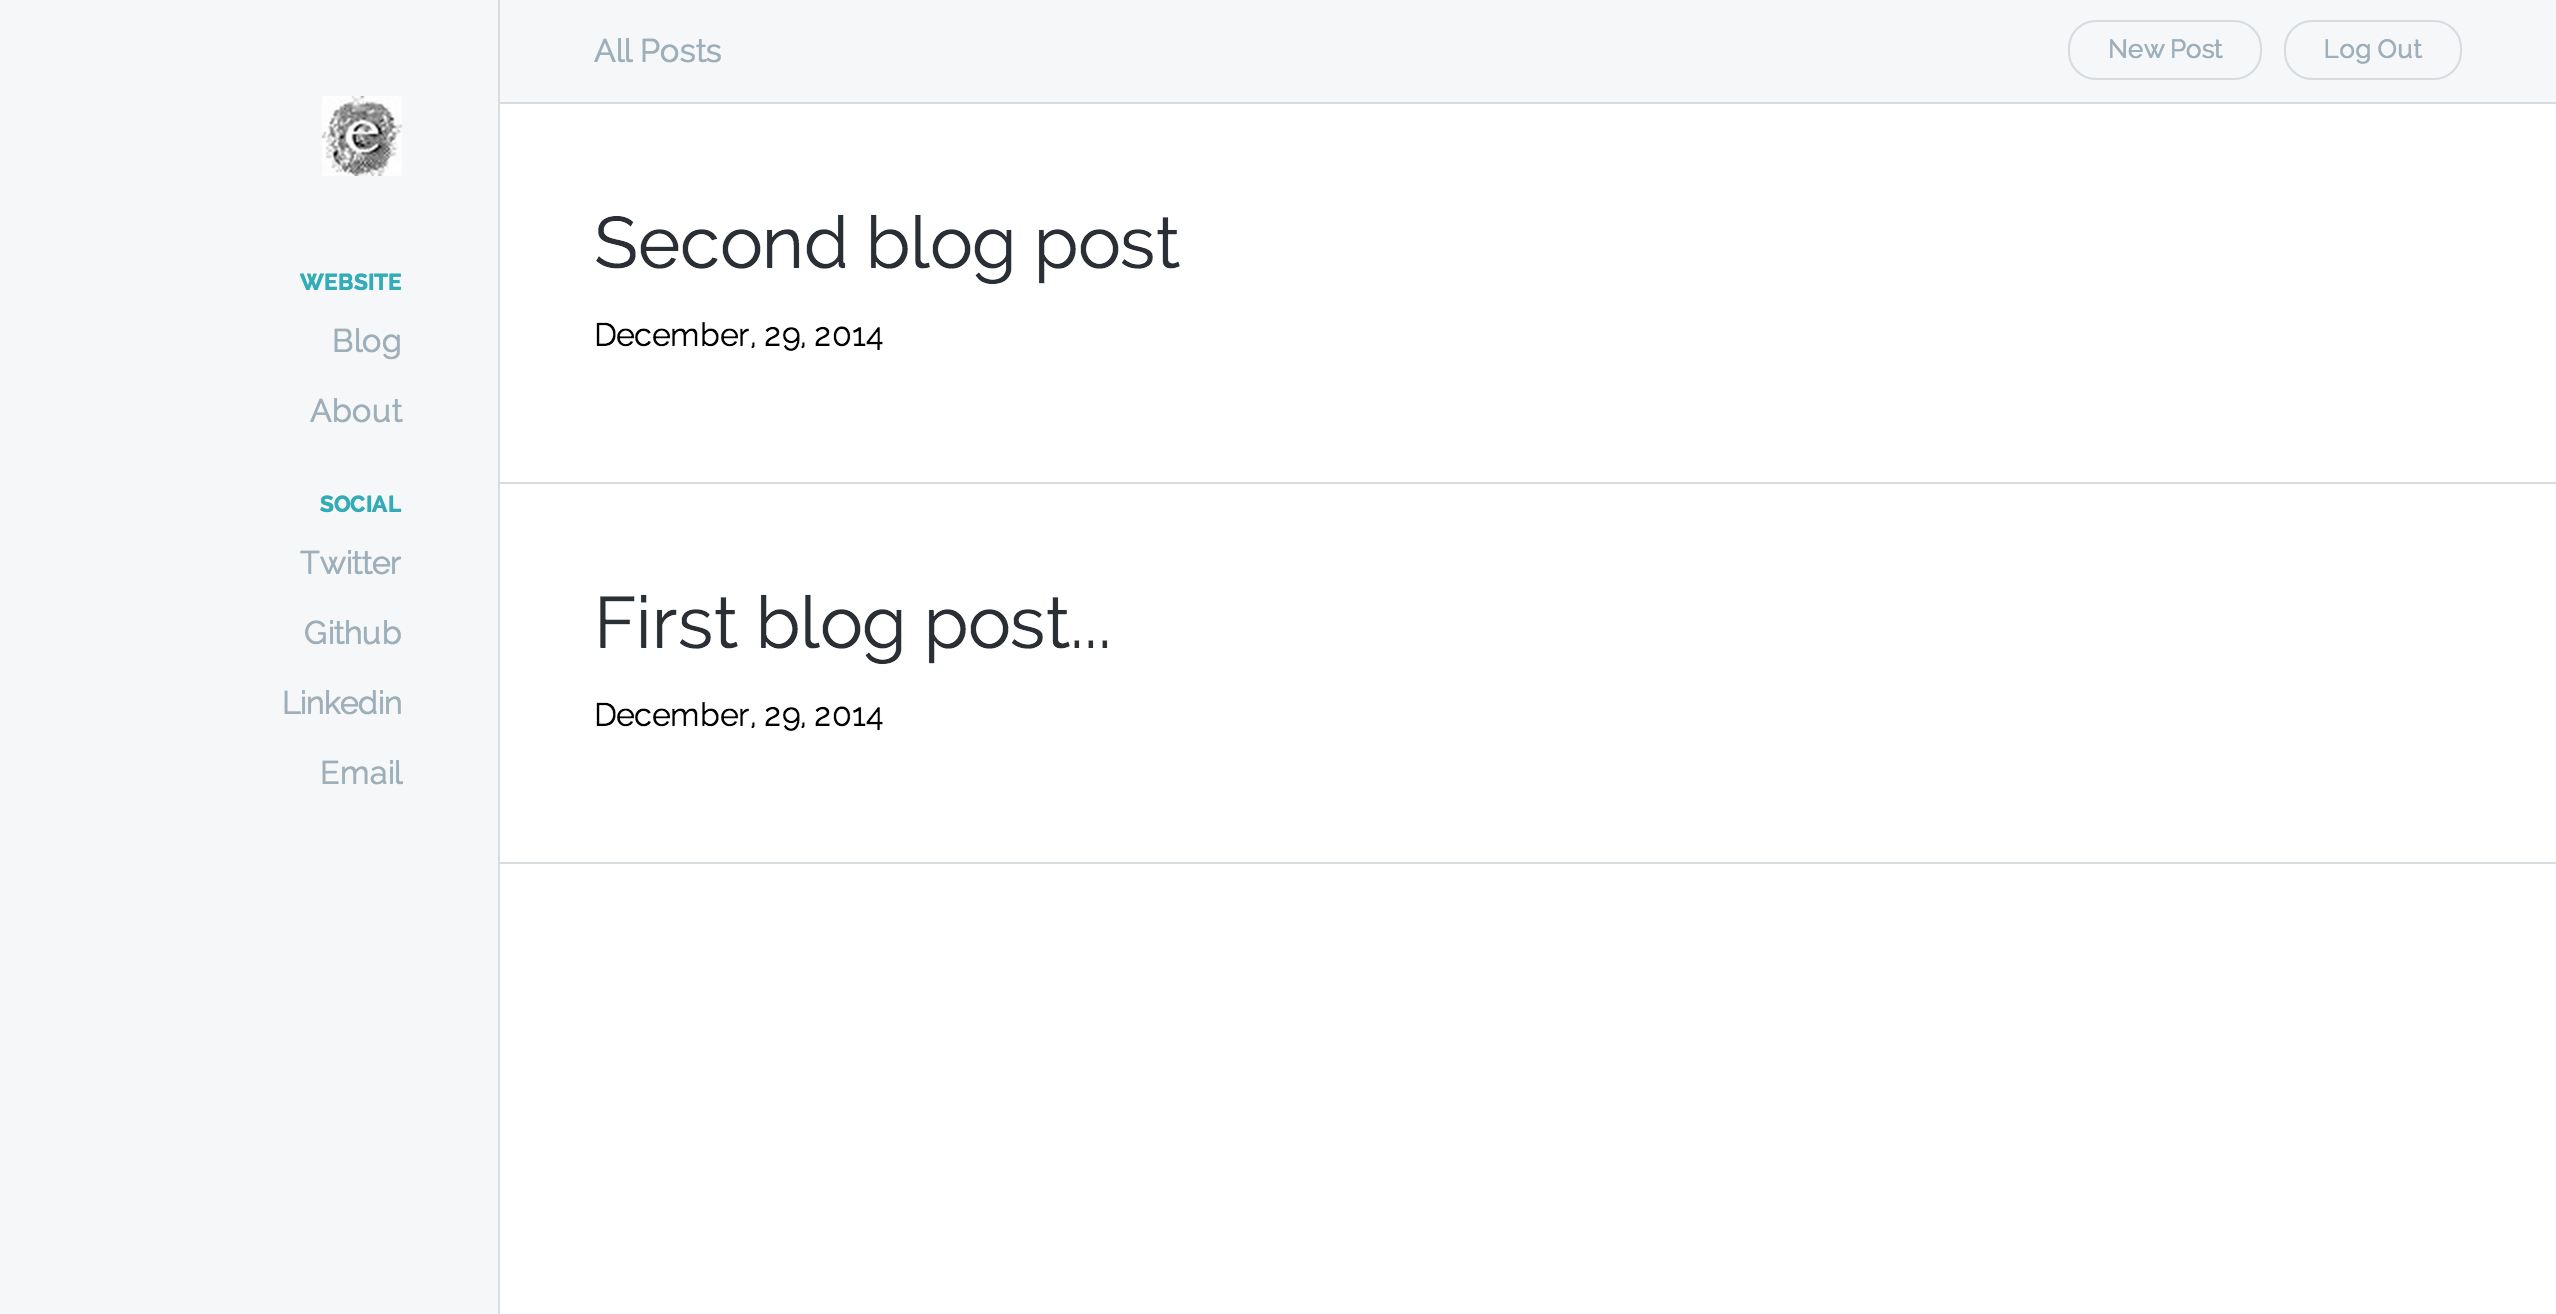 e
WEBSITE
Blog
About
SOCIAL
Twitter
Github
Linkedin
Email
All Posts
New Post
Log Out
Second blog post
December, 29, 2014
First blog post...
December, 29, 2014